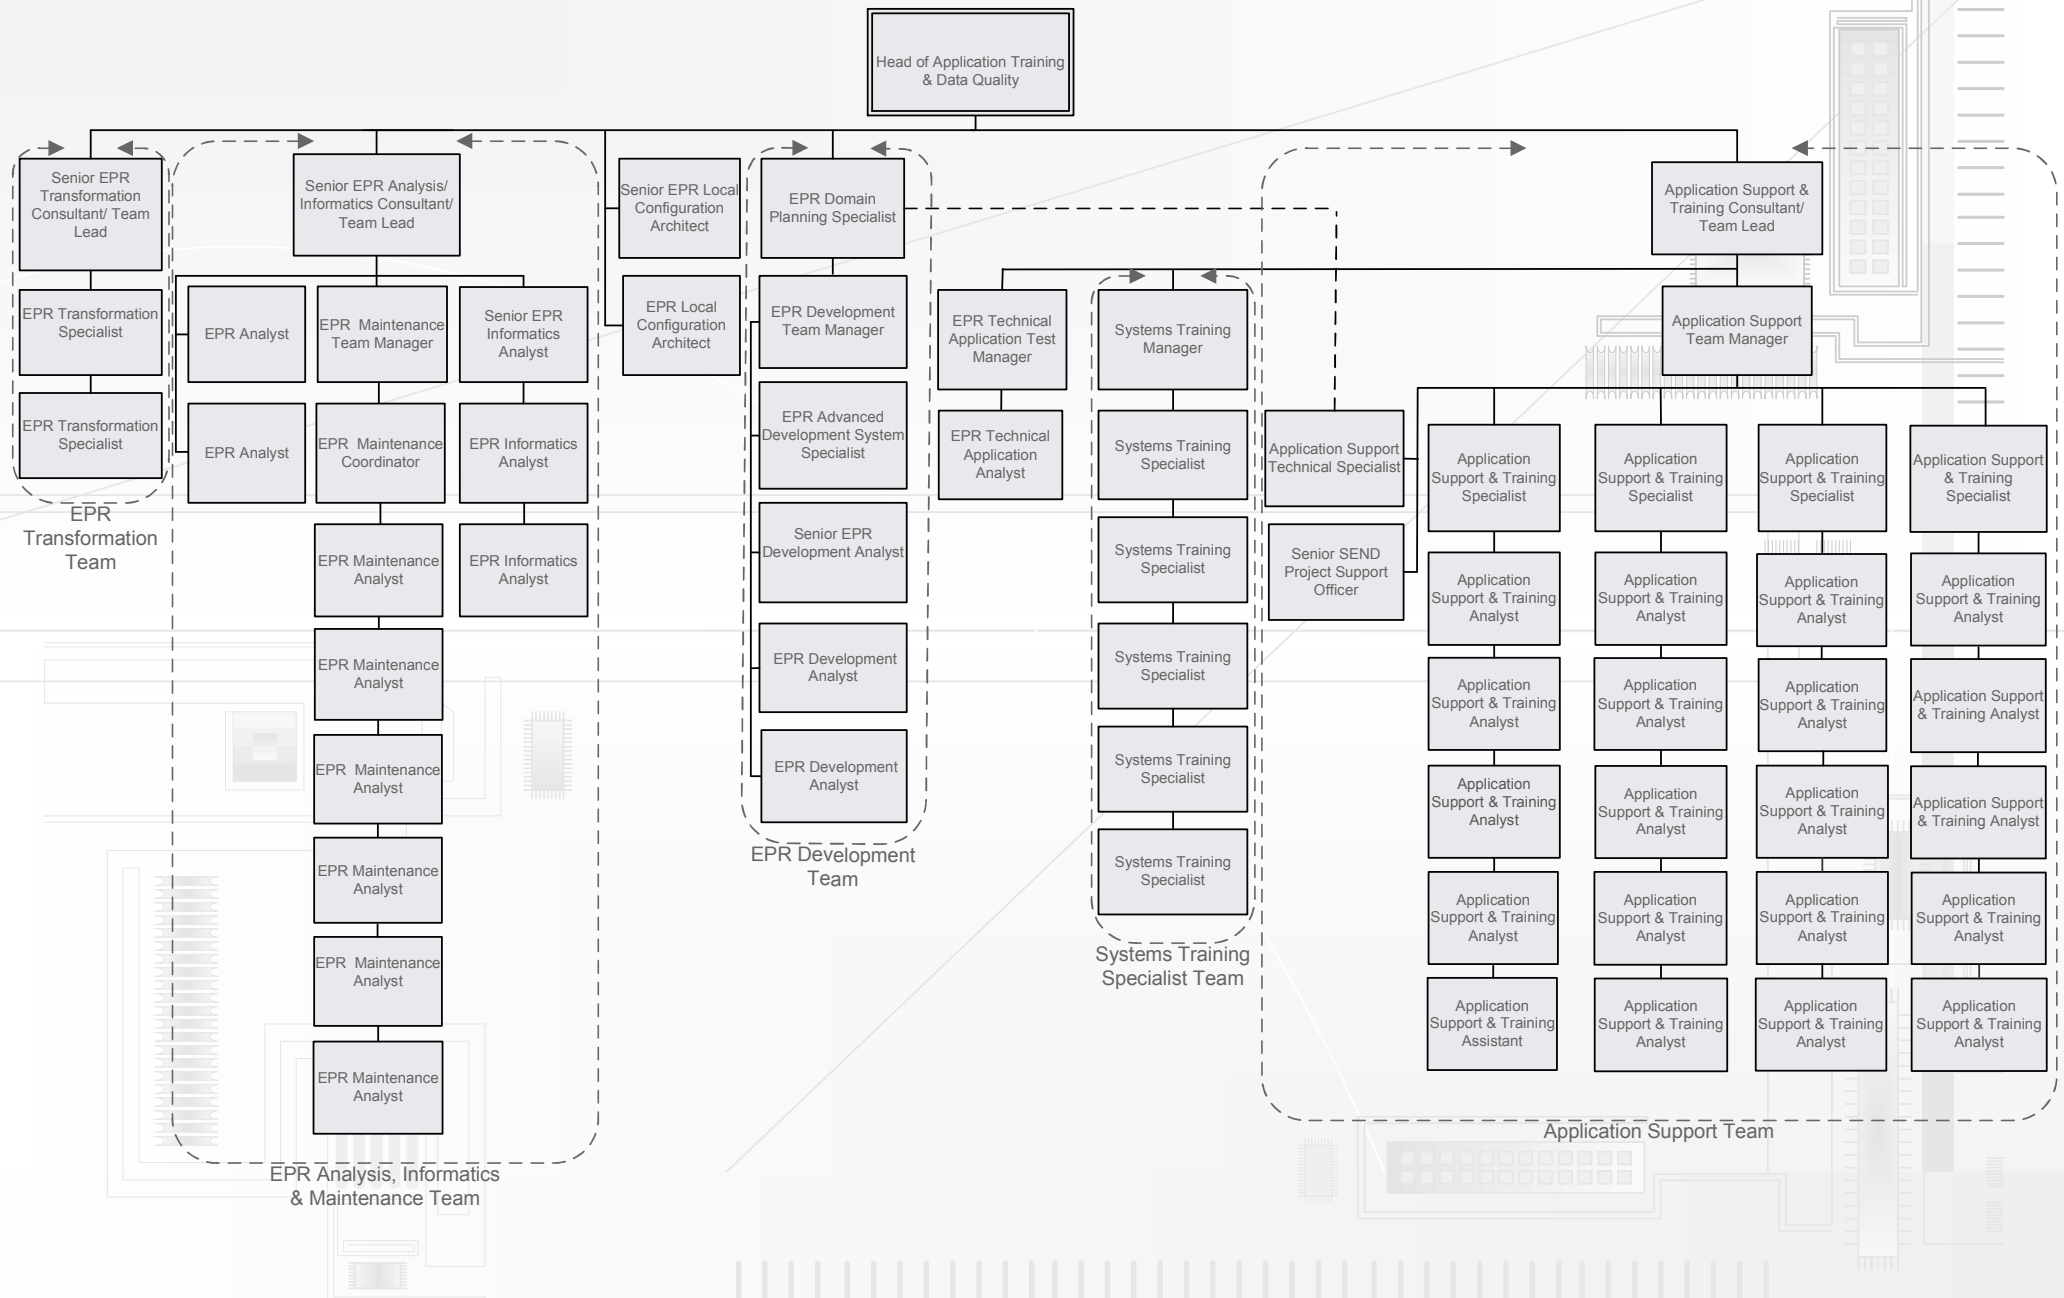 Head of Application Training
& Data Quality
Senior EPR
Transformation
Consultant/ Team
Lead
EPR Transformation
Specialist
EPR Transformation
Specialist
EPR
Transformation
Team
Senior EPR Analysis/
Informatics Consultant/
Team Lead
EPR Analyst
EPR Analyst
EPR Maintenance
Team Manager
EPR Maintenance
Coordinator
EPR Maintenance
Analyst
EPR Maintenance
Analyst
EPR Maintenance
Analyst
EPR Maintenance
Analyst
EPR Maintenance
Analyst
EPR Maintenance
Analyst
Senior EPR
Informatics
Analyst
EPR Informatics
Analyst
EPR Informatics
Analyst
EPR Analysis, Informatics
& Maintenance Team
Senior EPR Local
Configuration
Architect
EPR Local
Configuration
Architect
EPR Domain
Planning Specialist
EPR Development
Team Manager
EPR Advanced
Development System
Specialist
Senior EPR
Development Analyst
EPR Development
Analyst
EPR Development
Analyst
EPR Development
Team
Application Support &
Training Consultant/
Team Lead
EPR Technical
Application Test
Manager
EPR Technical
Application
Analyst
Systems Training
Manager
Systems Training
Specialist
Systems Training
Specialist
Systems Training
Specialist
Systems Training
Specialist
Systems Training
Specialist
Systems Training
Specialist Team
Application Support
Team Manager
Application Support
Technical Specialist
Senior SEND
Project Support
Officer
Application
Support & Training
Specialist
Application
Support & Training
Analyst
Application
Support & Training
Analyst
Application
Support & Training
Analyst
Application
Support & Training
Analyst
Application
Support & Training
Assistant
Application
Support & Training
Specialist
Application
Support & Training
Analyst
Application
Support & Training
Analyst
Application
Support & Training
Analyst
Application
Support & Training
Analyst
Application
Support & Training
Analyst
Application
Support & Training
Specialist
Application
Support & Training
Analyst
Application
Support & Training
Analyst
Application
Support & Training
Analyst
Application
Support & Training
Analyst
Application
Support & Training
Analyst
Application Support
& Training
Specialist
Application
Support & Training
Analyst
Application Support
& Training Analyst
Application Support
& Training Analyst
Application
Support & Training
Analyst
Application
Support & Training
Analyst
Application Support Team